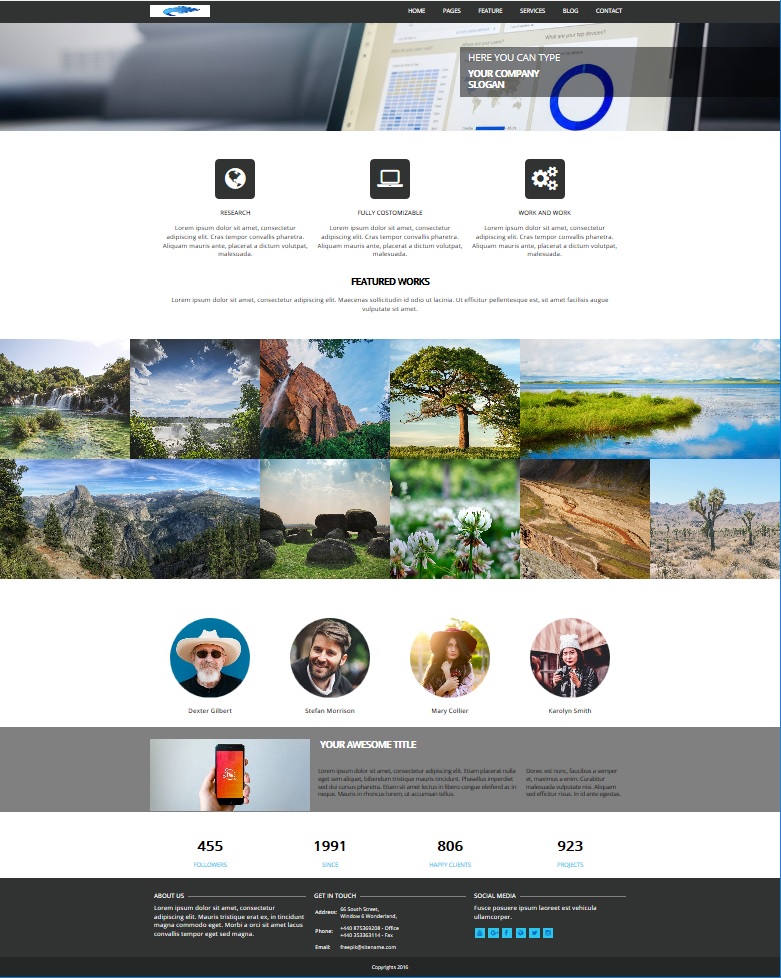 HOME PAGES FEATURE SERVICES BLOG CONTACT
What are your top devices?
HERE YOU CAN TYPE
YOUR COMPANY
SLOGAN
RESEARCH
Lorem ipsum dolor sit amet, consectetur
adipiscing elit. Cras tempor convallis pharetra.
Aliquam mauris ante, placerat a dictum volutpat,
malesuada.
FULLY COSTOMIZABLE
Lorem ipsum dolor sit amet, consectetur
adipiscing elit. Cras tempor convallis pharetra.
Aliquam mauris ante, placerat a dictum volutpat,
malesuada.
WORK AND WORK
Lorem ipsum dolor sit amet, consectetur
adipiscing elit. Cras tempor convallis pharetra.
Aliquam mauris ante, placerat a dictum volutpat,
malesuada.
FEATURED WORKS
Lorem ipsum dolor sit amet, consectetur adipiscing elit. Maecenas sollicitudin id odio ut lacinia. Ut efficitur pellentesque est, sit amet facilisis augue
vulputate sit amet.
Dexter Gilbert
Stefan Morrison
Mary Collier
Karolyn Smith
YOUR AWESOME TITLE
Lorem ipsum dolor sit amet, consectetur adipiscing elit. Etiam placerat nulla
eget sem aliquet, bibendum tristique mauris tincidunt. Phasellus imperdiet
sed dui cursus pharetra. Etiam sit amet lectus in libero congue eleifend ac in
neque. Mauris in rhoncus lorem, ut accumsan tellus.
Donec est nunc, faucibus a semper
et, maximus a enim. Curabitur
malesuada vulputate nisi. Aliquam
sed efficitur risus. In id ante egestas.
455
FOLLOWERS
1991
SINCE
806
HAPPY CLIENTS
923
PROJECTS
ABOUT US
Lorem ipsum dolor sit amet, consectetur
elit. Mauris tristique erat ex, in tincidunt
magna commodo eget. Morbi a orci sit amet lacus
convallis tempor eget sed magna.
GET IN TOUCH
Address: 66 South Street,
Window 6 Wonderland,
Phone: +440 875369208 - Office
+440 353363114 - Fax
Email: freepik@sitename.com
SOCIAL MEDIA
Fusce posuere ipsum laoreet est vehicula
ullamcorper.
Copyrights 2016